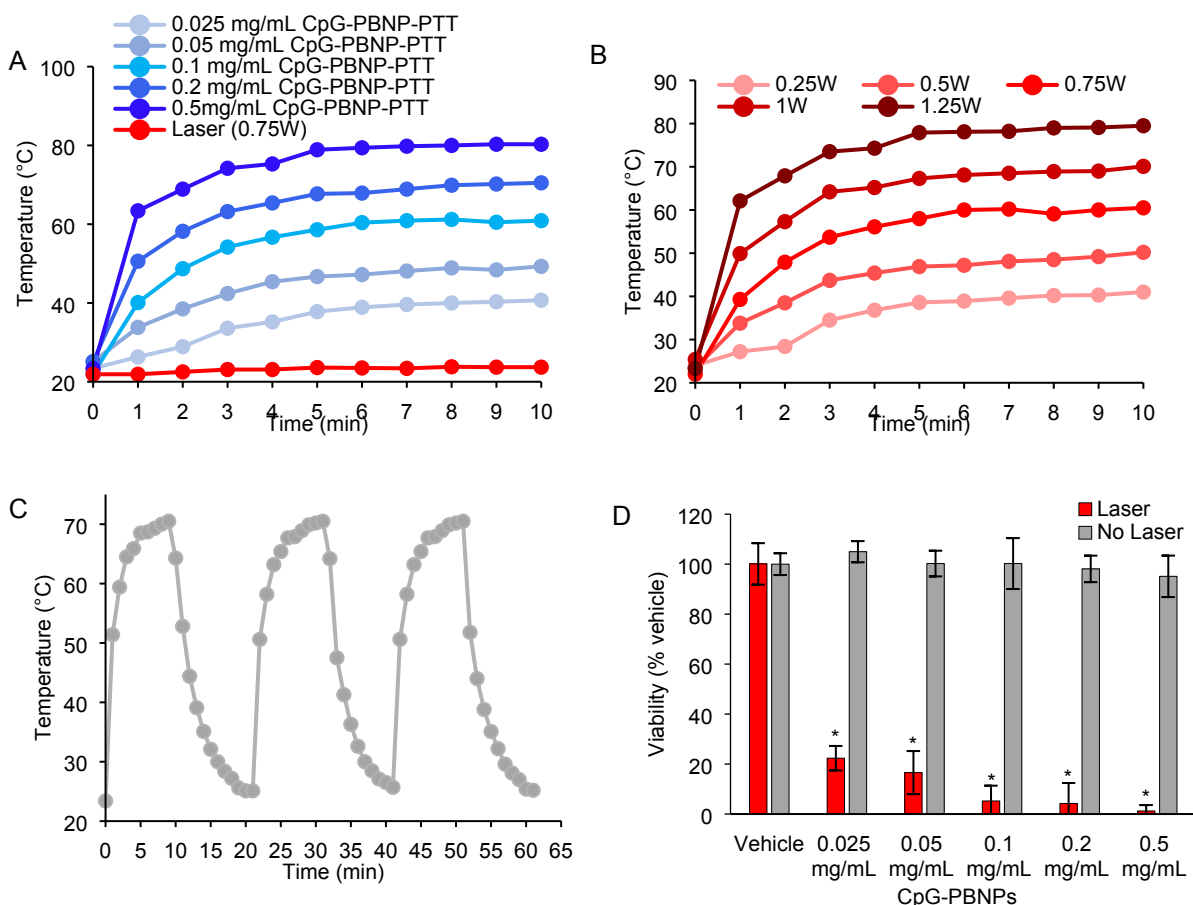 A
0.025 mg/mL CpG-PBNP-PTT
0.05 mg/mL CpG-PBNP-PTT
0.1 mg/mL CpG-PBNP-PTT
0.2 mg/mL CpG-PBNP-PTT
0.5mg/mL CpG-PBNP-PTT
Laser (0.75W)
Temperature (°C)
100
80
60
40
20
0 1 2 3 4 5 6 7 8 9 10
Time (min)
B
0.25W 0.5W 0.75W
1W 1.25W
Temperature (°C)
90
80
70
60
50
40
30
20
0 1 2 3 4 5 6 7 8 9 10
Time (min)
C
Temperature (°C)
70
60
50
40
30
20
0 5 10 15 20 25 30 35 40 45 50 55 60 65
Time (min)
D
Laser
No Laser
Viability (% vehicle)
120
100
80
60
40
20
0
* * * * *
Vehicle 0.025 0.05 0.1 0.2 0.5
mg/mL mg/mL mg/mL mg/mL mg/mL
CpG-PBNPs